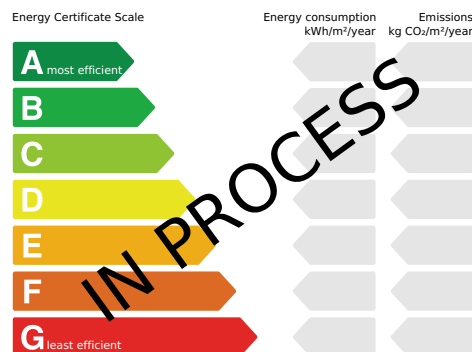 Energy Certificate Scale
Energy consumption
kWh/m²/year
Emissions
kg CO₂/m²/year
A most efficient
B
C
D
E
F
G least efficient
IN PROCESS